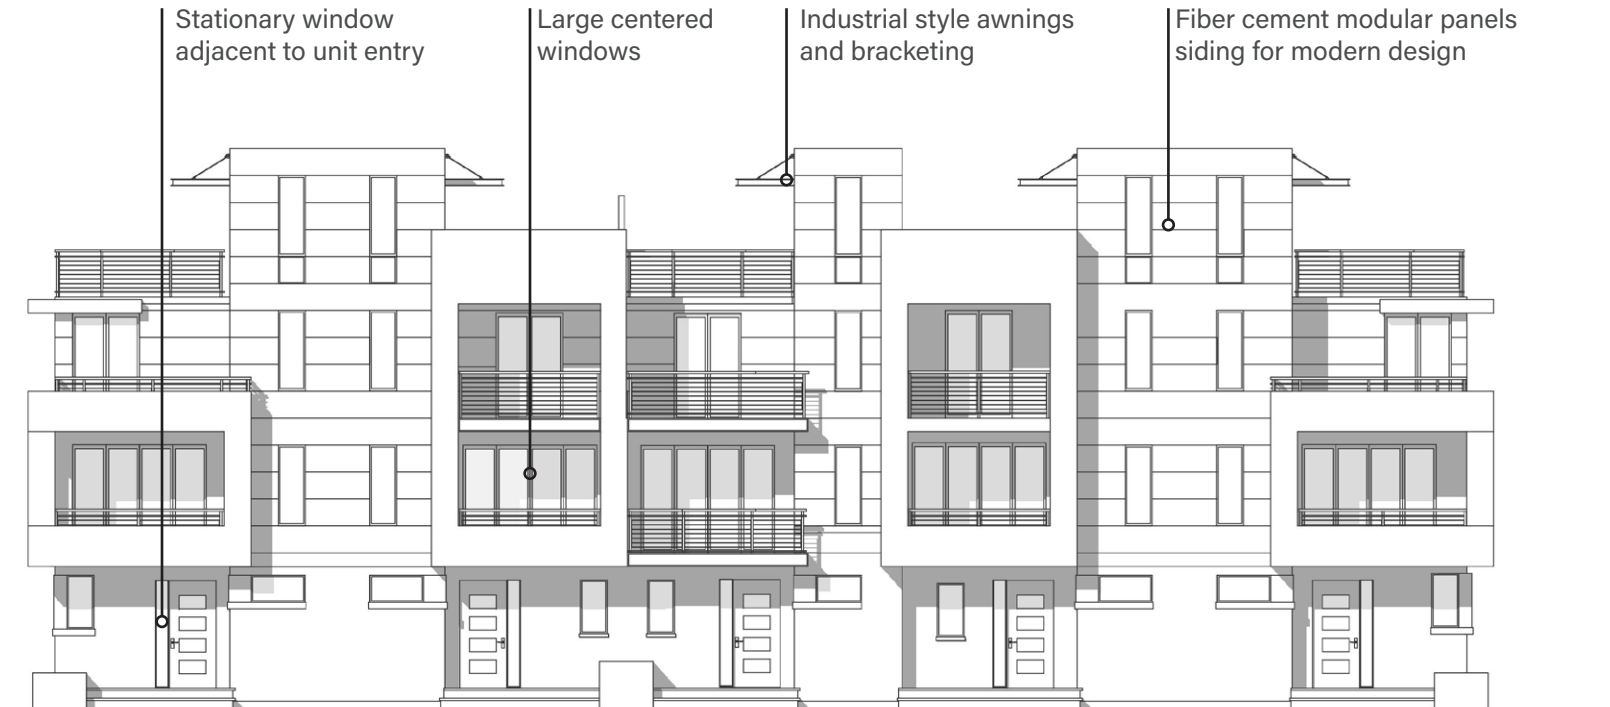 Stationary window
adjacent to unit entry
Large centered
windows
Industrial style awnings
and bracketing
Fiber cement modular panels
siding for modern design